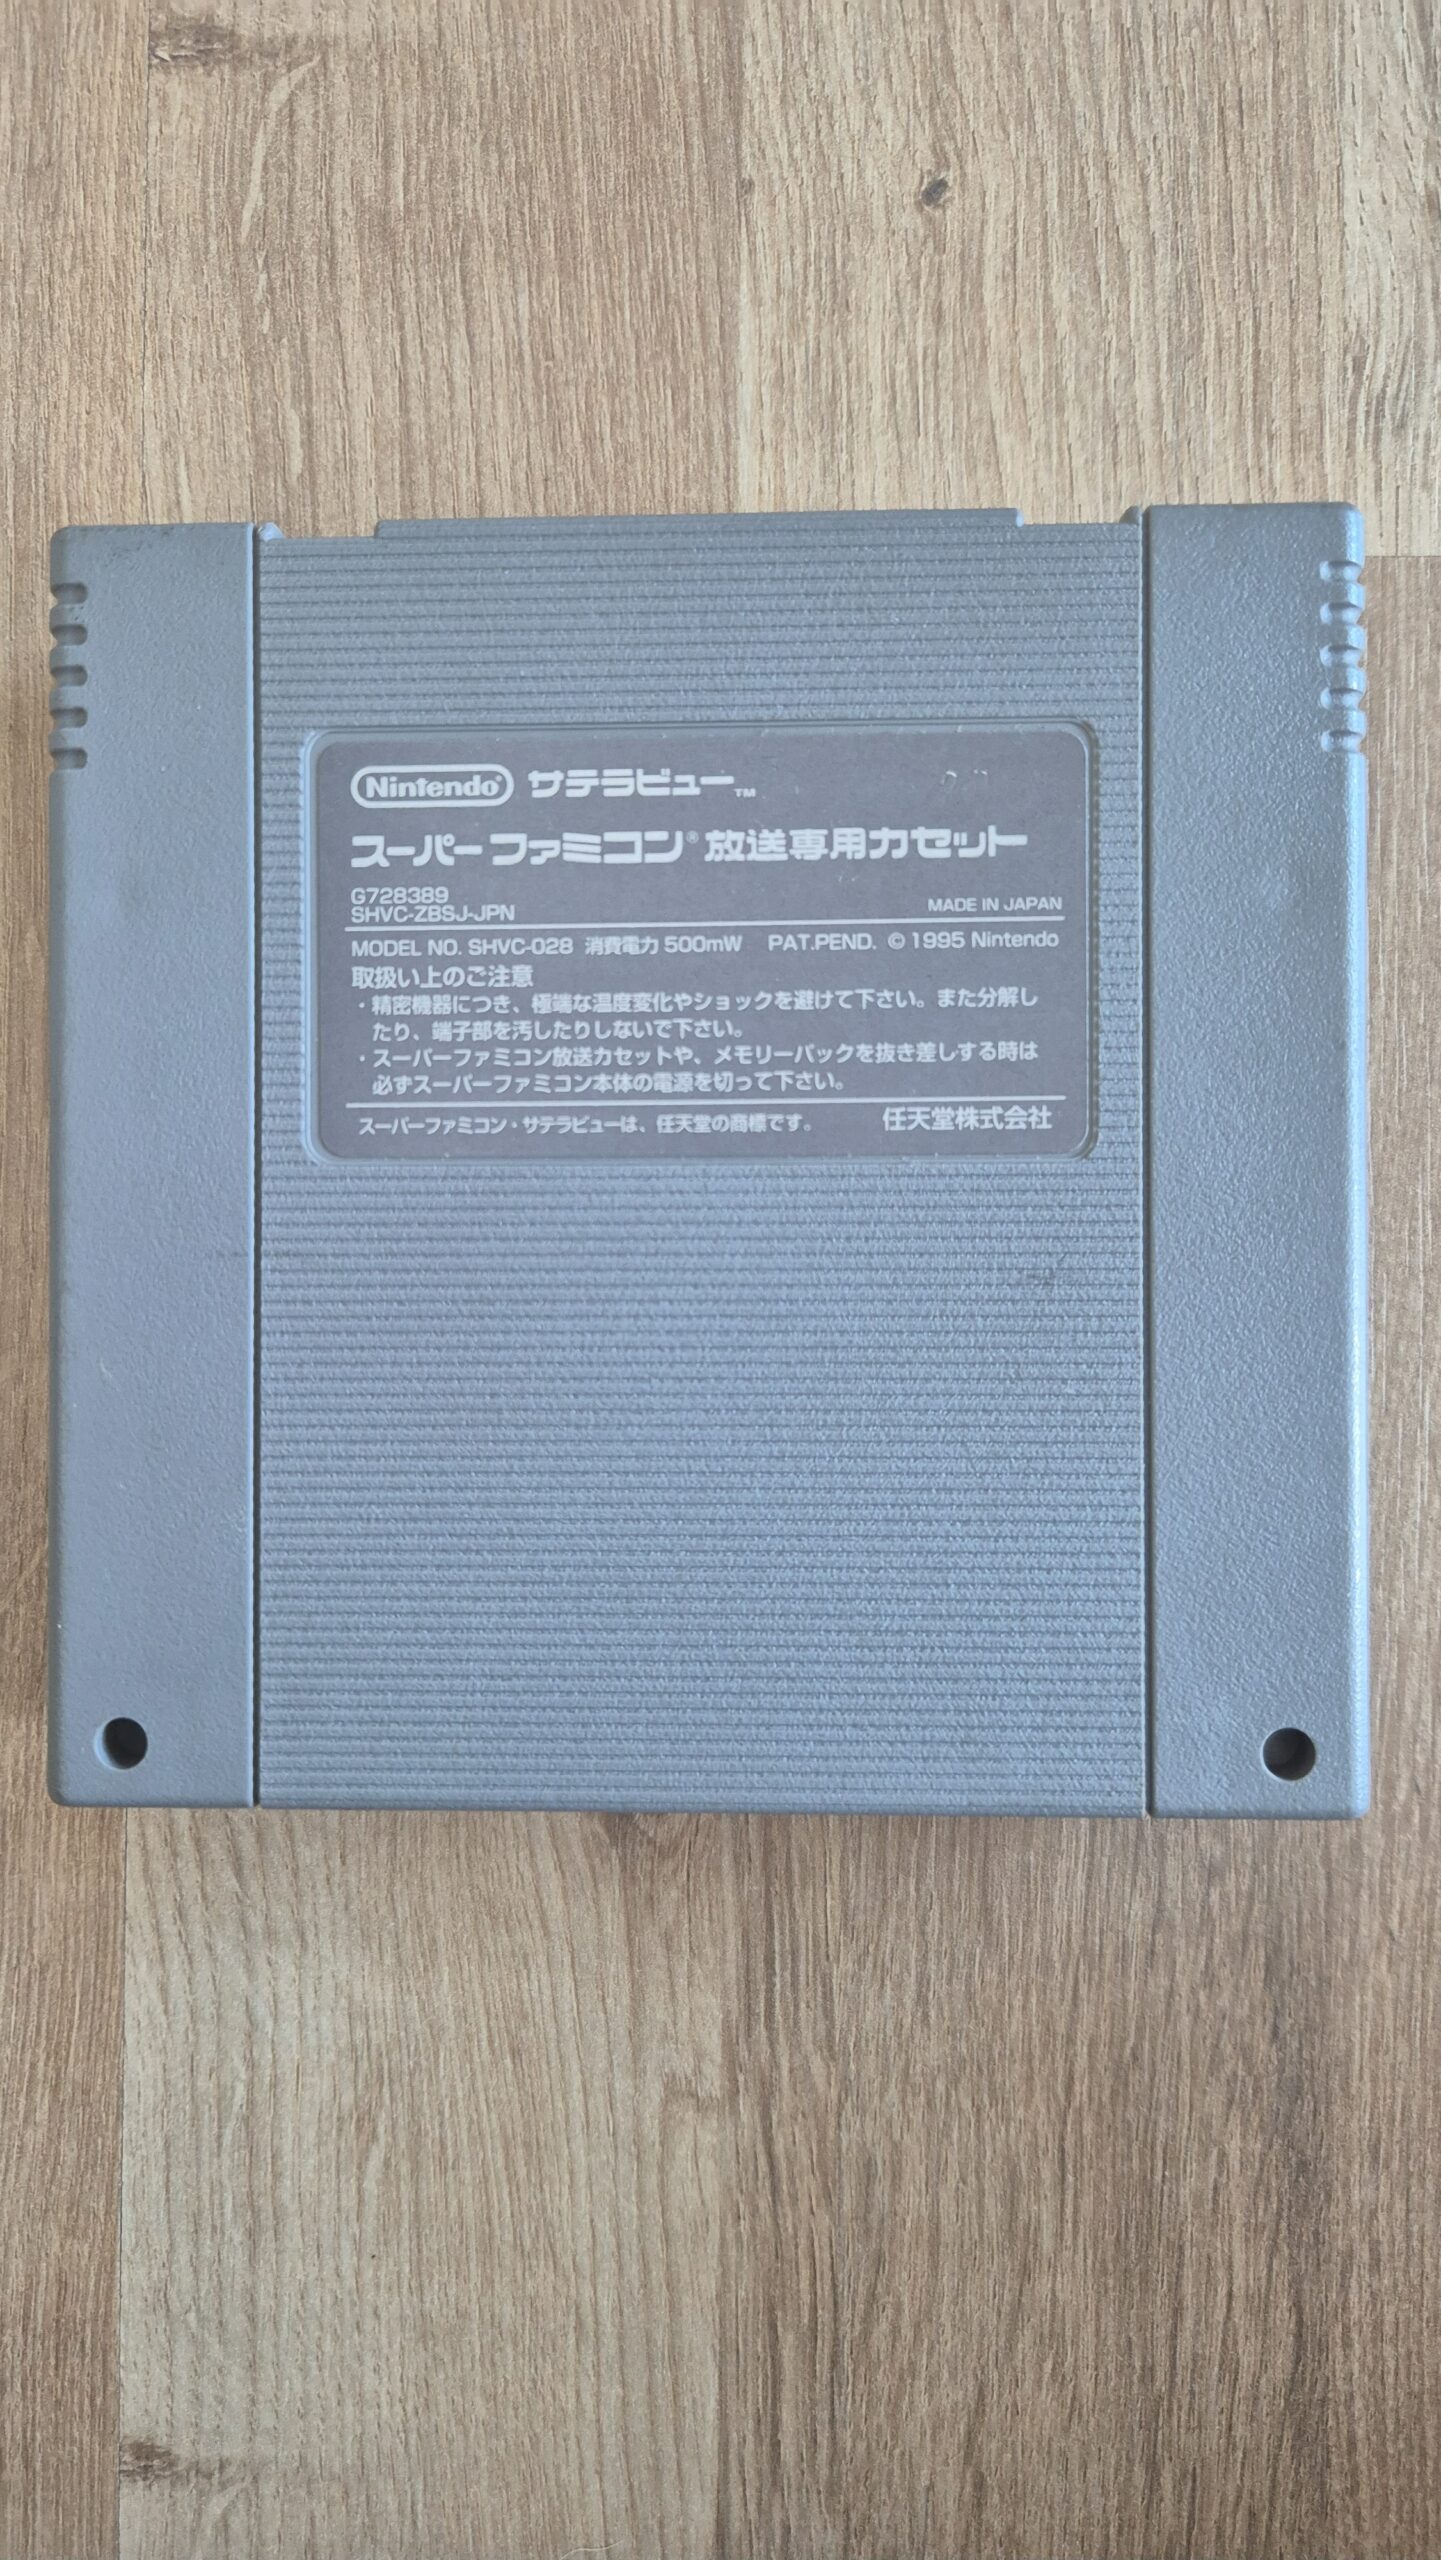 Nintendo® サテラビュー™
スーパーファミコン®放送専用カセット
G728389
SHVC-ZBSJ-JPN
MADE IN JAPAN
MODEL NO. SHVC-028 消費電力 500mW PAT.PEND. © 1995 Nintendo
取扱い上のご注意
・精密機器につき、極端な温度変化やショックを避けて下さい。また分解し
たり、端子部を汚したりしないで下さい。
・スーパーファミコン放送カセットや、メモリーパックを抜き差しする時は
必ずスーパーファミコン本体の電源を切って下さい。
スーパーファミコン・サテラビューは、任天堂の商標です。 任天堂株式会社